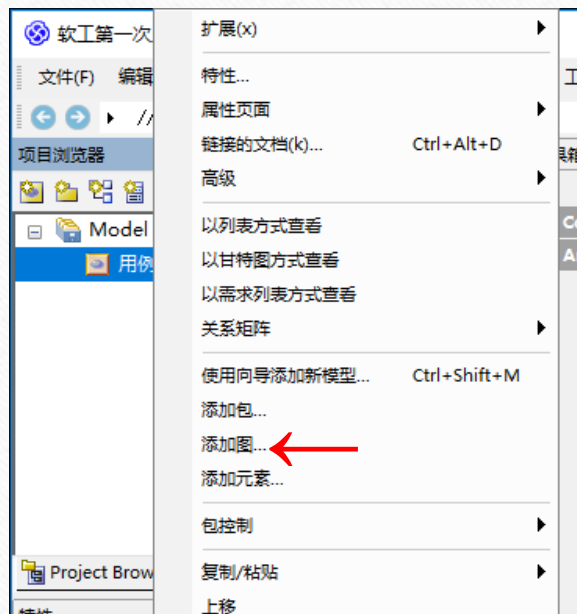 软工第一次
文件(F) 编辑
项目浏览器
Model
用例
Project Brow
特性
扩展(x)
特性...
属性页面
链接的文档(k)... Ctrl+Alt+D
高级
以列表方式查看
以甘特图方式查看
以需求列表方式查看
关系矩阵
使用向导添加新模型... Ctrl+Shift+M
添加包...
添加图...
添加元素...
包控制
复制/粘贴
上移